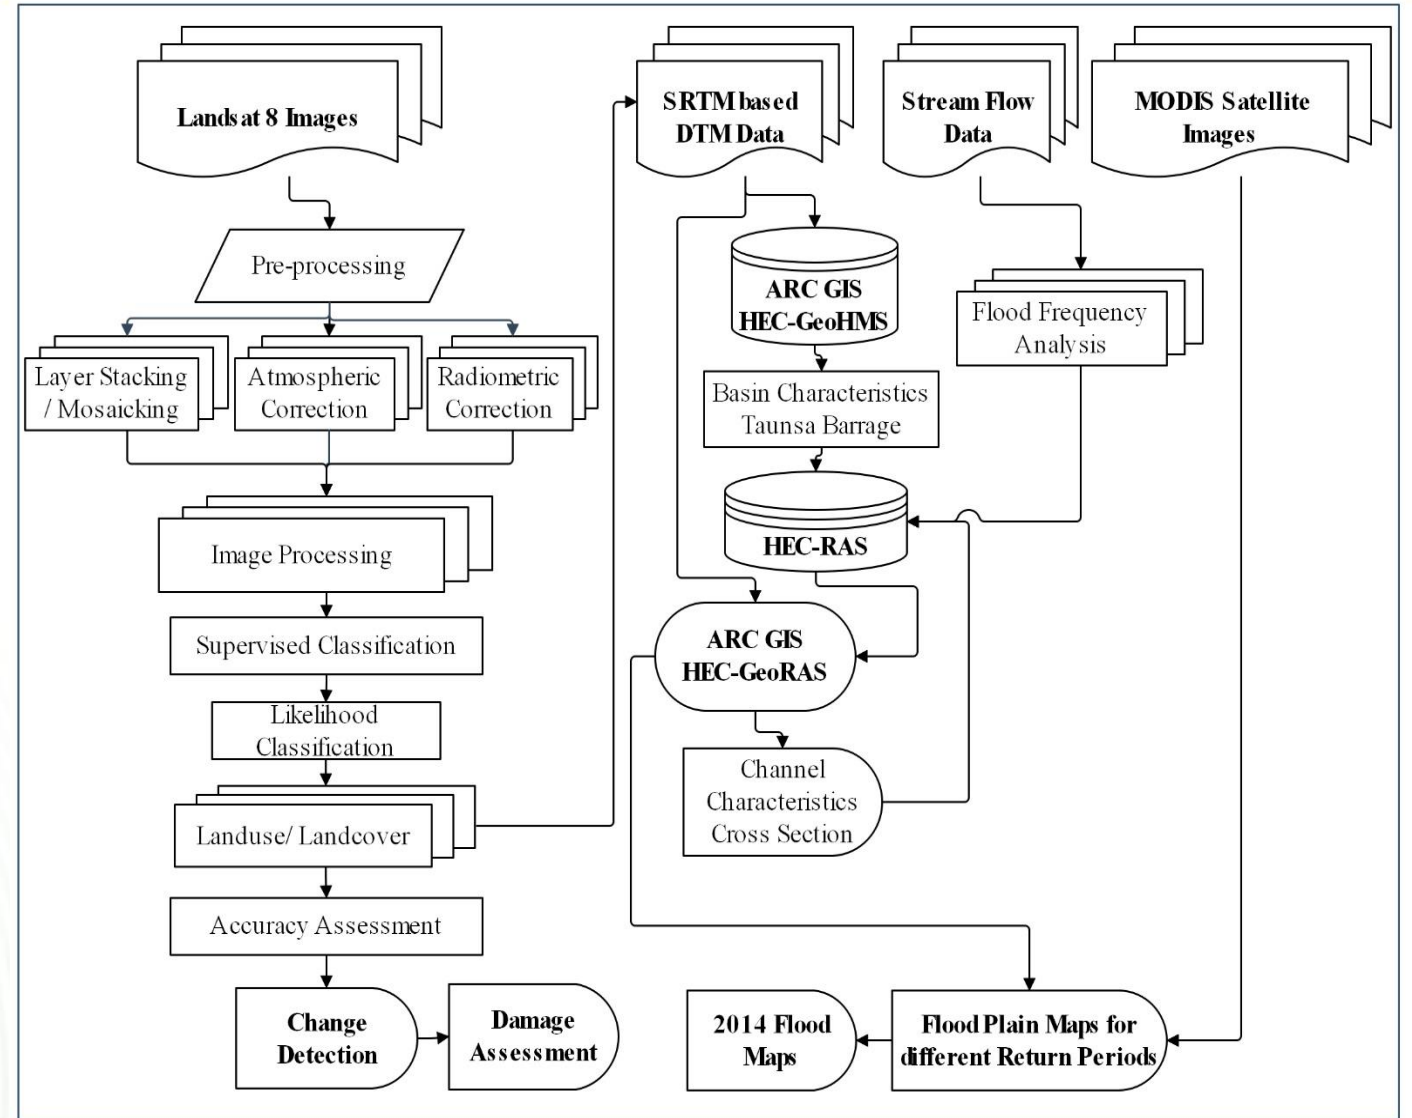 Landsat 8 Images
SRTM based
DTM Data
Stream Flow
Data
MODIS Satellite
Images
Pre-processing
Layer Stacking
/ Mosaicking
Atmospheric
Correction
Radiometric
Correction
Image Processing
Supervised Classification
Likelihood
Classification
Landuse/ Landcover
Accuracy Assessment
Change
Detection
Damage
Assessment
ARC GIS
HEC-GeoHMS
Basin Characteristics
Taunsa Barrage
HEC-RAS
ARC GIS
HEC-GeoRAS
Channel
Characteristics
Cross Section
Flood Frequency
Analysis
2014 Flood
Maps
Flood Plain Maps for
different Return Periods